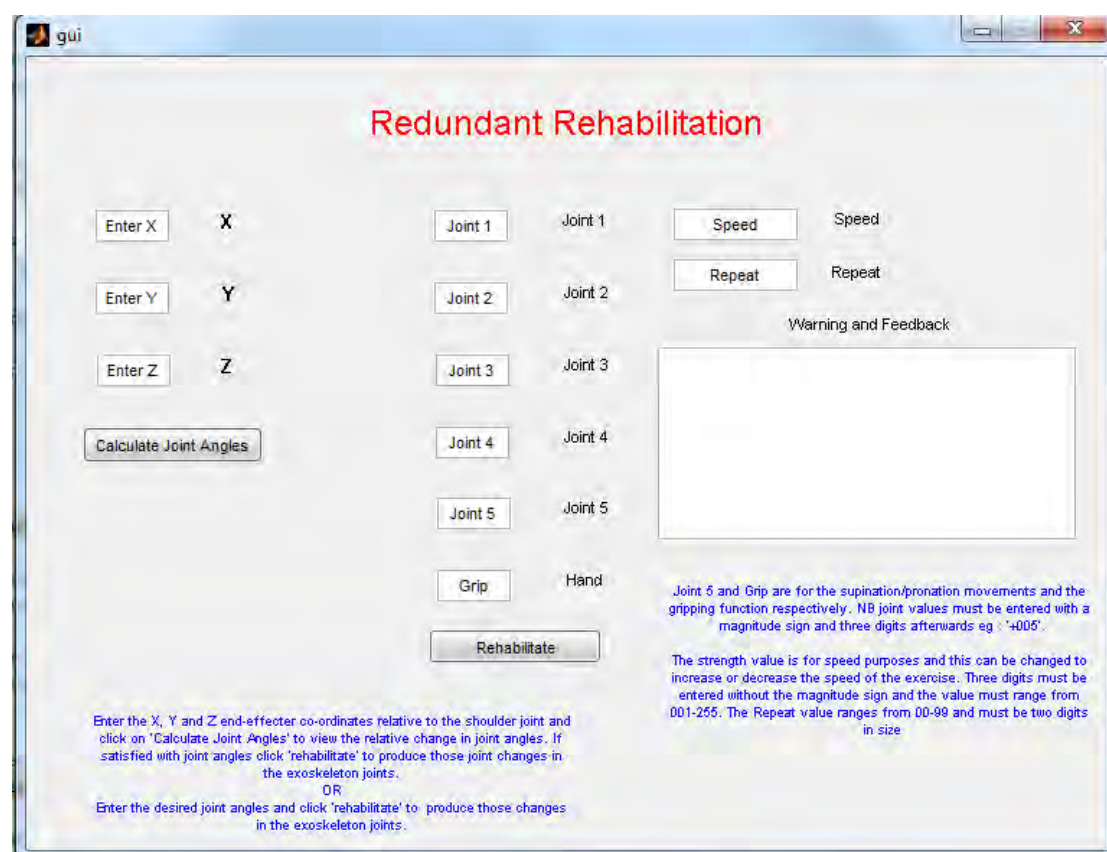 gui
Redundant Rehabilitation
Enter X X
Enter Y Y
Enter Z Z
Calculate Joint Angles
Joint 1 Joint 1
Joint 2 Joint 2
Joint 3 Joint 3
Joint 4 Joint 4
Joint 5 Joint 5
Grip Hand
Rehabilitate
Speed Speed
Repeat Repeat
Warning and Feedback
Joint 5 and Grip are for the supination/pronation movements and the
gripping function respectively. NB joint values must be entered with a
magnitude sign and three digits afterwards eg : '+005'.
The strength value is for speed purposes and this can be changed to
increase or decrease the speed of the exercise. Three digits must be
entered without the magnitude sign and the value must range from
001-255. The Repeat value ranges from 00-99 and must be two digits
in size
Enter the X, Y and Z end-effecter co-ordinates relative to the shoulder joint and
click on 'Calculate Joint Angles' to view the relative change in joint angles. If
satisfied with joint angles click 'rehabilitate' to produce those joint changes in
the exoskeleton joints.
OR
Enter the desired joint angles and click 'rehabilitate' to produce those changes
in the exoskeleton joints.